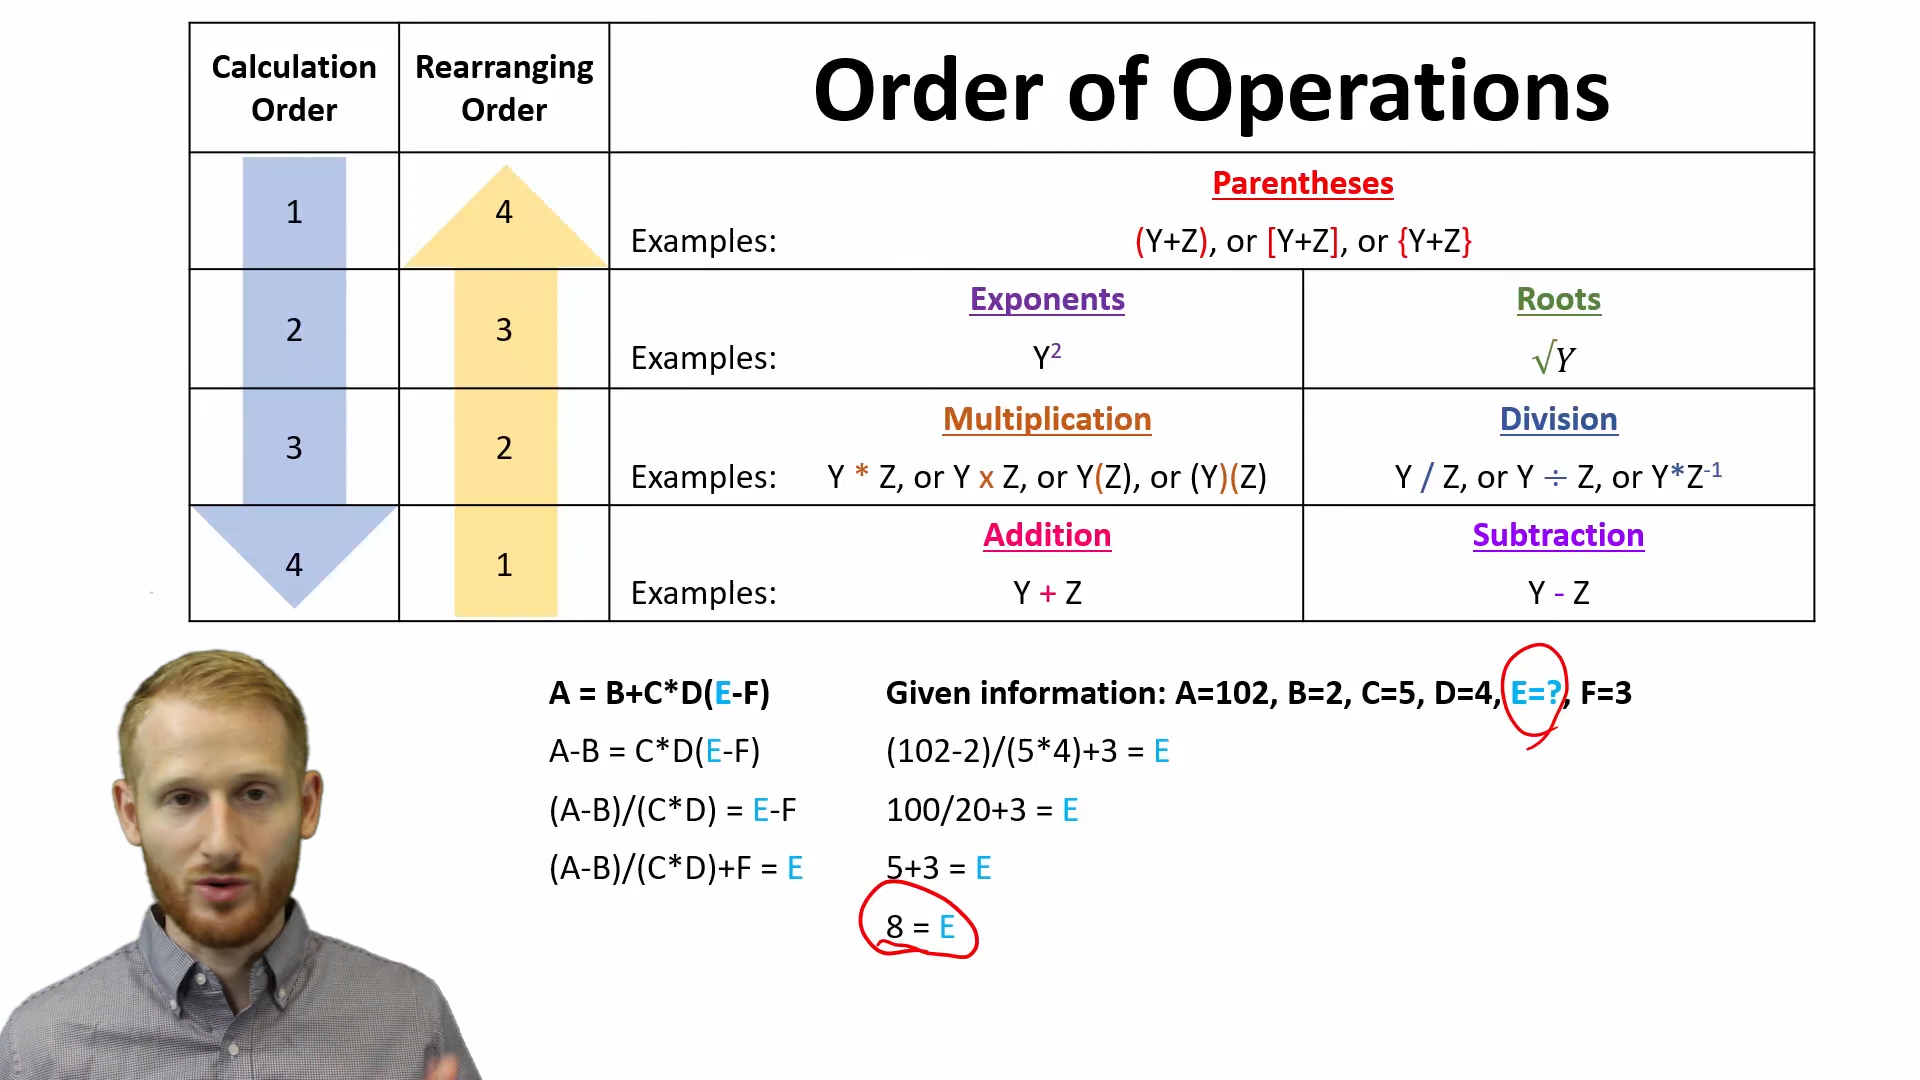 Calculation Order
Rearranging Order
Order of Operations
1
4
Parentheses
Examples: (Y+Z), or [Y+Z], or {Y+Z}
2
3
Exponents
Roots
Examples: Y²
√Y
3
2
Multiplication
Division
Examples: Y * Z, or Y x Z, or Y(Z), or (Y)(Z)
Y / Z, or Y ÷ Z, or Y*Z⁻¹
4
1
Addition
Subtraction
Examples: Y + Z
Y - Z
A = B+C*D(E-F)
A-B = C*D(E-F)
(A-B)/(C*D) = E-F
(A-B)/(C*D)+F = E
Given information: A=102, B=2, C=5, D=4, E=?, F=3
(102-2)/(5*4)+3 = E
100/20+3 = E
5+3 = E
8 = E